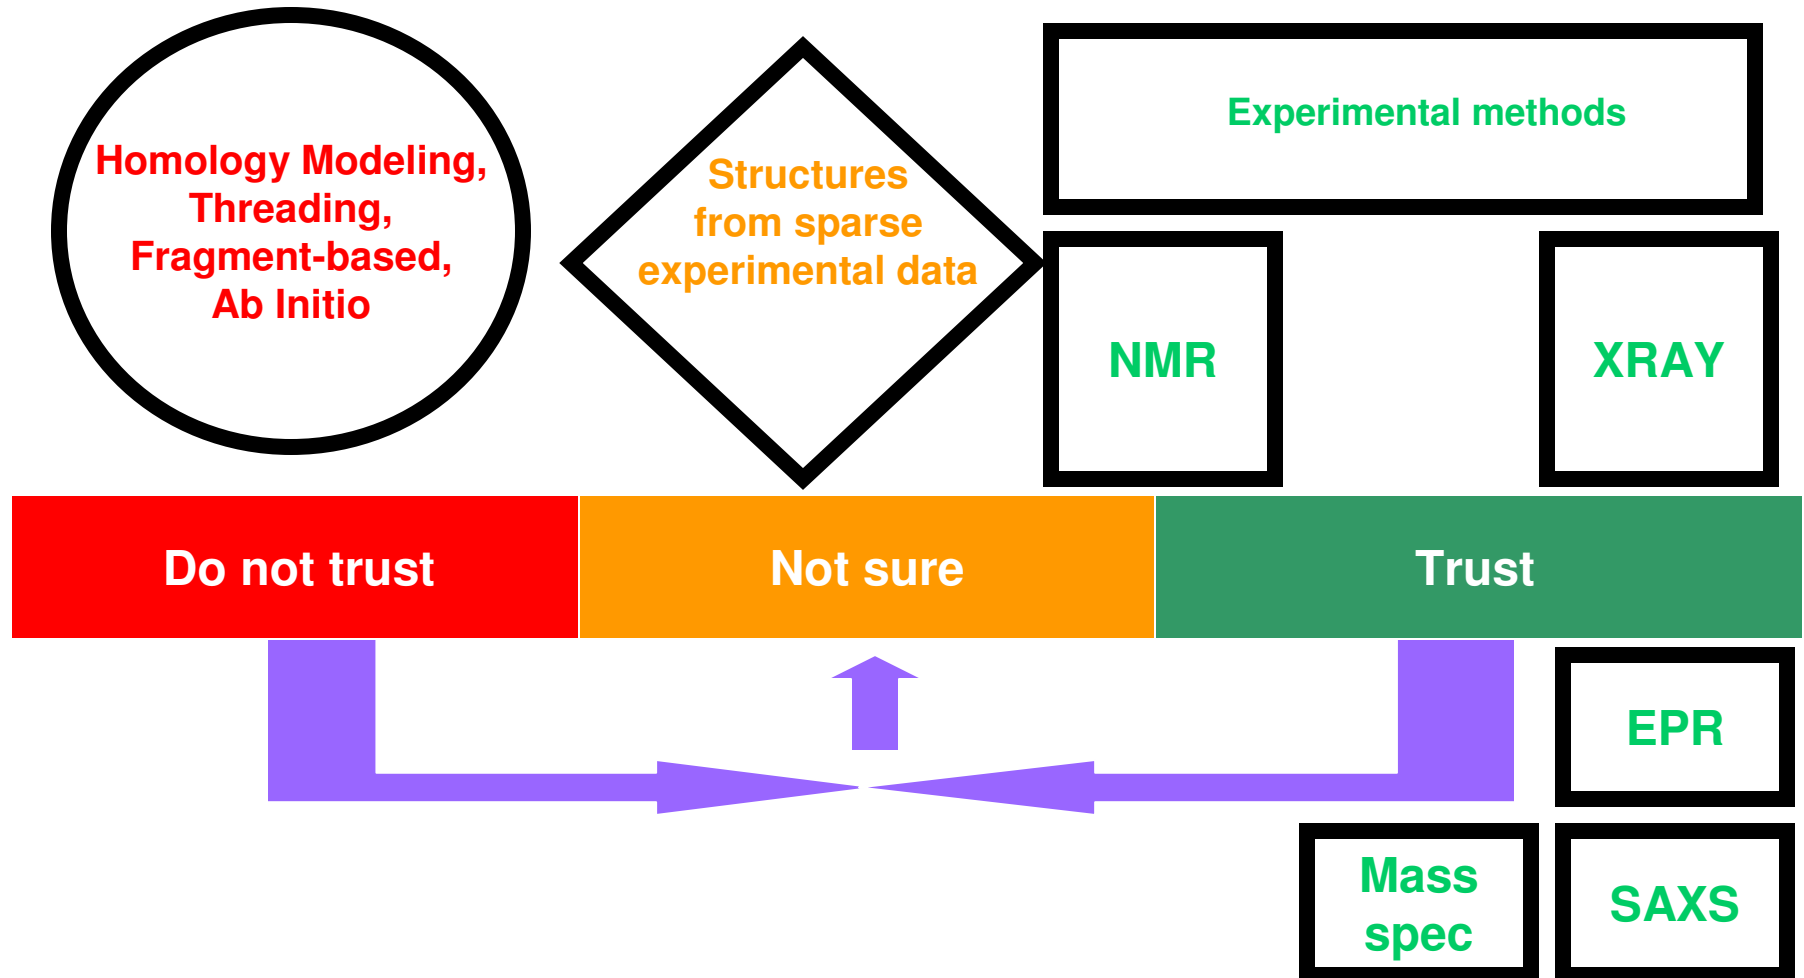 Homology Modeling,
Threading,
Fragment-based,
Ab Initio
Structures
from sparse
experimental data
Experimental methods
NMR
XRAY
Do not trust
Not sure
Trust
EPR
Mass
spec
SAXS